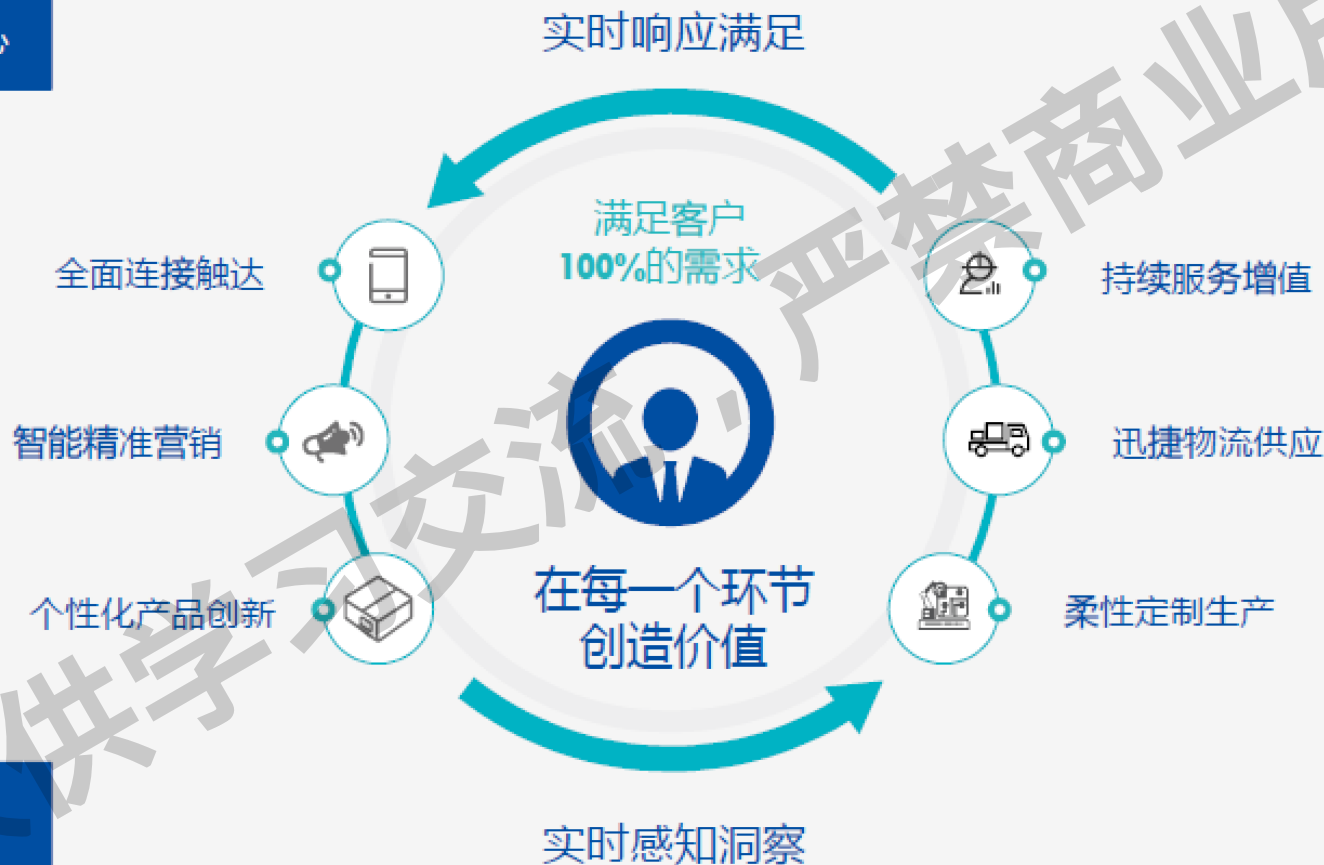 心
实时响应满足
满足客户
100%的需求
全面连接触达
持续服务增值
智能精准营销
迅捷物流供应
在每一个环节
创造价值
个性化产品创新
柔性定制生产
实时感知洞察
供学习交流，严禁商业